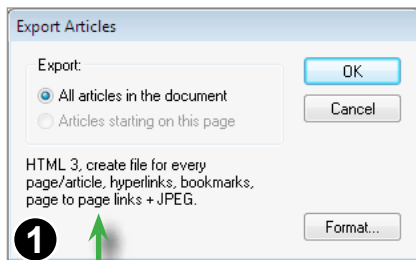 Export Articles
Export:
All articles in the document
Articles starting on this page
OK
Cancel
HTML 3, create file for every
page/article, hyperlinks, bookmarks,
page to page links + JPEG.
Format...
1